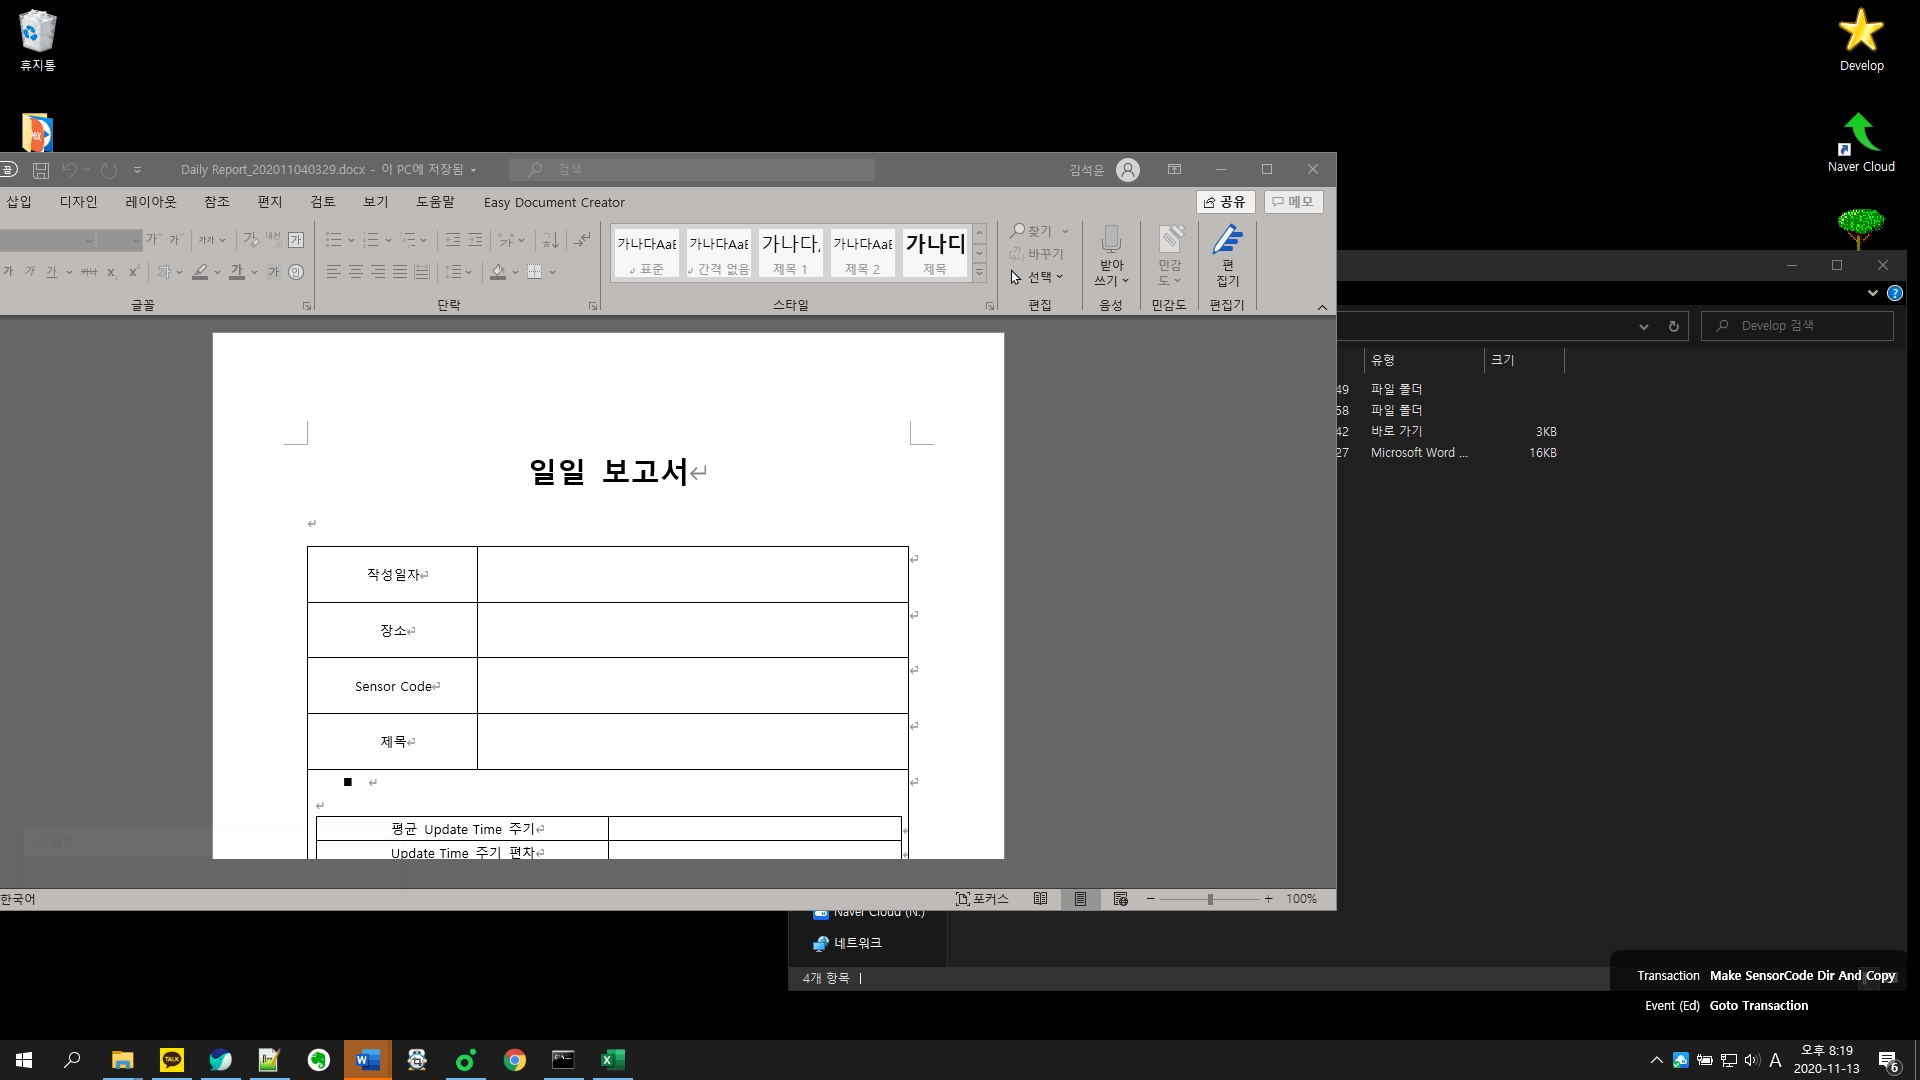 휴지통
Develop
Naver Cloud
Daily Report_202011040329.docx - 이 PC에 저장됨
검색
김석윤
삽입 디자인 레이아웃 참조 편지 검토 보기 도움말 Easy Document Creator
공유 메모
가나다AaB
표준
가나다AaB
간격 없음
가나다
제목 1
가나다AaB
제목 2
가나다
제목
찾기
바꾸기
선택
받아
쓰기
민감
도
편
집기
글꼴 단락 스타일 편집 음성 민감도 편집기
Develop 검색
유형 크기
49 파일 폴더
58 파일 폴더
42 바로 가기 3KB
27 Microsoft Word ... 16KB
일일 보고서
작성일자
장소
Sensor Code
제목
평균 Update Time 주기
Update Time 주기 편차
한국어
포커스
100%
Naver Cloud (N:)
네트워크
4개 항목
Transaction Make SensorCode Dir And Copy
Event (Ed) Goto Transaction
TALK
A
오후 8:19
2020-11-13
6